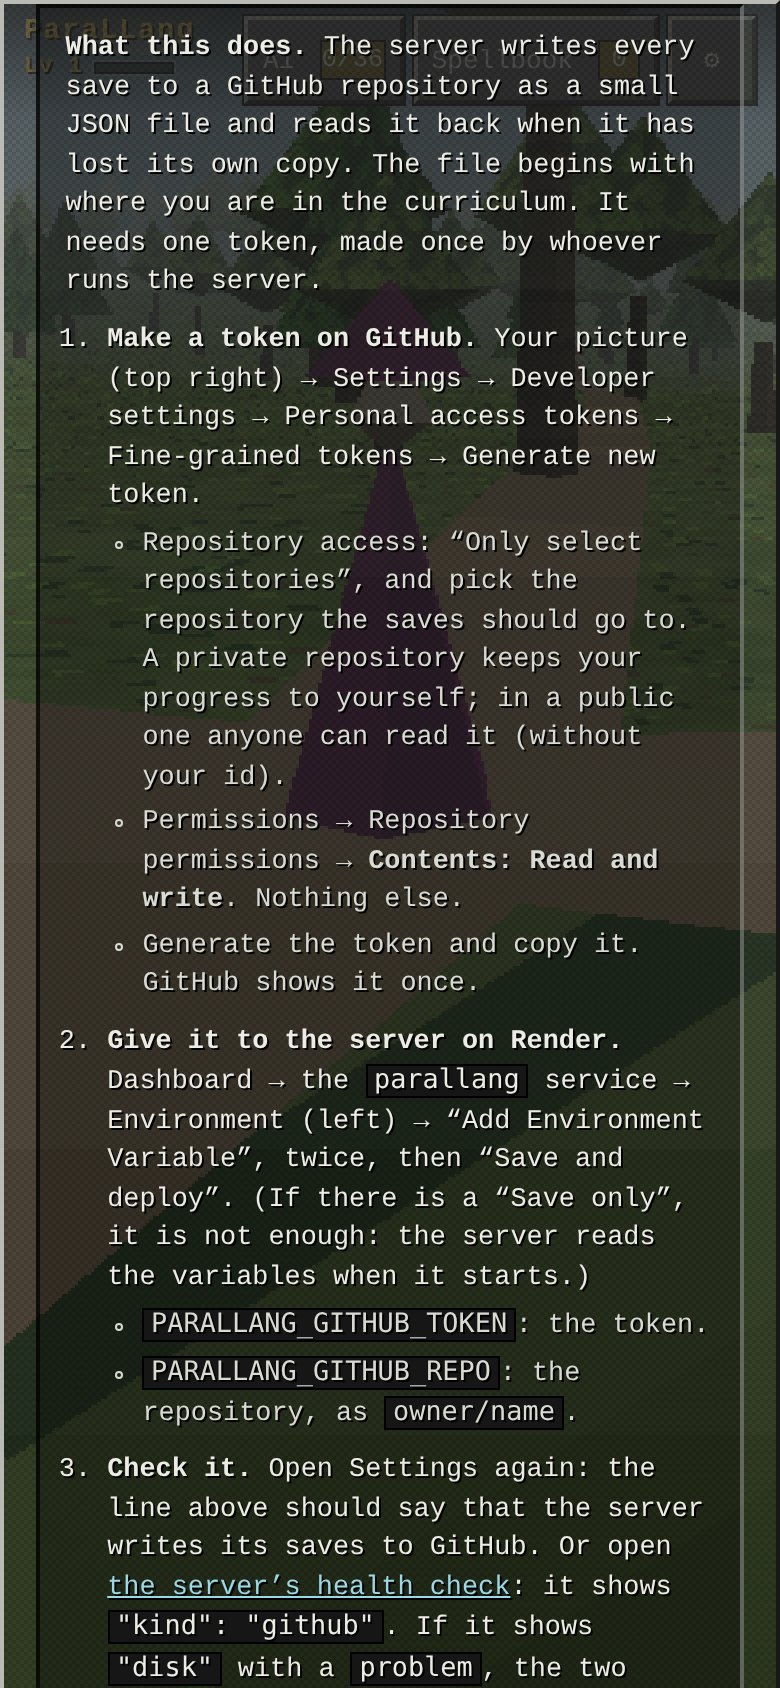 ParaLLang
Lv 1
AI 0/36 Spellbook 0 ⚙
What this does. The server writes every
save to a GitHub repository as a small
JSON file and reads it back when it has
lost its own copy. The file begins with
where you are in the curriculum. It
needs one token, made once by whoever
runs the server.
1. Make a token on GitHub. Your picture
(top right) → Settings → Developer
settings → Personal access tokens →
Fine-grained tokens → Generate new
token.
Repository access: “Only select
repositories”, and pick the
repository the saves should go to.
A private repository keeps your
progress to yourself; in a public
one anyone can read it (without
your id).
Permissions → Repository
permissions → Contents: Read and
write. Nothing else.
Generate the token and copy it.
GitHub shows it once.
2. Give it to the server on Render.
Dashboard → the parallang service →
Environment (left) → “Add Environment
Variable”, twice, then “Save and
deploy”. (If there is a “Save only”,
it is not enough: the server reads
the variables when it starts.)
PARALLANG_GITHUB_TOKEN: the token.
PARALLANG_GITHUB_REPO: the
repository, as owner/name.
3. Check it. Open Settings again: the
line above should say that the server
writes its saves to GitHub. Or open
the server’s health check: it shows
"kind": "github". If it shows
"disk" with a problem, the two